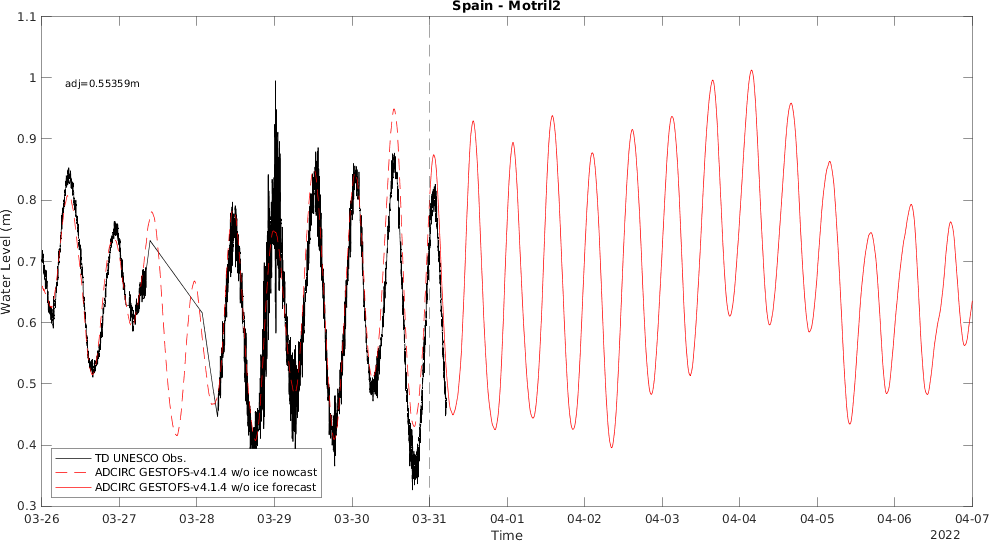 Spain - Motril2
1.1
1
0.9
0.8
0.7
0.6
0.5
0.4
0.3
Water Level (m)
adj=0.55359m
TD UNESCO Obs.
ADCIRC GESTOFS-v4.1.4 w/o ice nowcast
ADCIRC GESTOFS-v4.1.4 w/o ice forecast
03-26 03-27 03-28 03-29 03-30 03-31 04-01 04-02 04-03 04-04 04-05 04-06 04-07
Time
2022